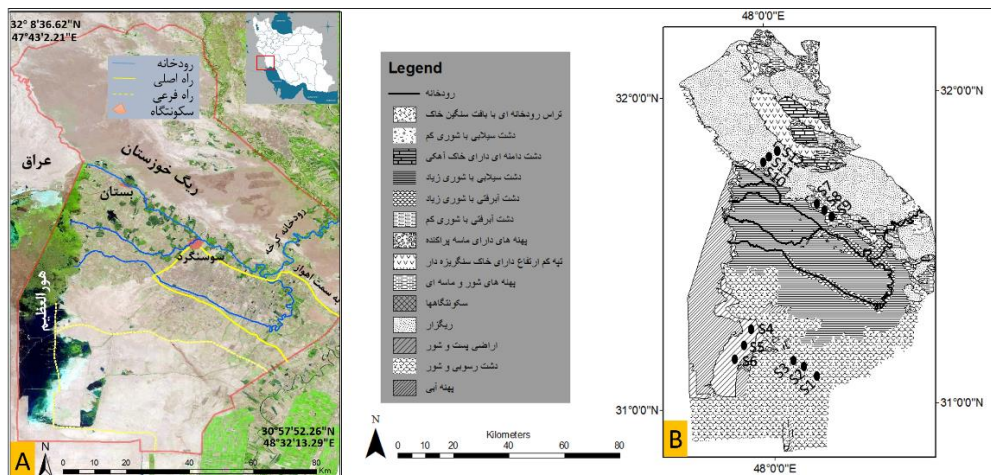 32° 8'36.62"N
47°43'2.21"E
رودخانه
راه اصلی
راه فرعی
سکونتگاه
عراق
ریگ خوزستان
بستان
رودخانه کرخه
سوسنگرد
به سمت اهواز
هورالعظیم
30°57'52.26"N
48°32'13.29"E
A
N
0 10 20 40 60 80
Km
Legend
رودخانه
تراس رودخانه ای با بافت سنگین خاک
دشت سیلابی با شوری کم
دشت دامنه ای دارای خاک آهکی
دشت سیلابی با شوری زیاد
دشت آبرفتی با شوری زیاد
دشت آبرفتی با شوری کم
پهنه های دارای ماسه پراکنده
تپه کم ارتفاع دارای خاک سنگریزه دار
پهنه های شور و ماسه ای
سکونتگاهها
ریگزار
اراضی پست و شور
دشت رسوبی و شور
پهنه آبی
N
Kilometers
0 10 20 40 60 80
48°0'0"E
32°0'0"N
32°0'0"N
S12
S11
S10
S4
S5
S6
S3
S2
S1
31°0'0"N
31°0'0"N
B
48°0'0"E